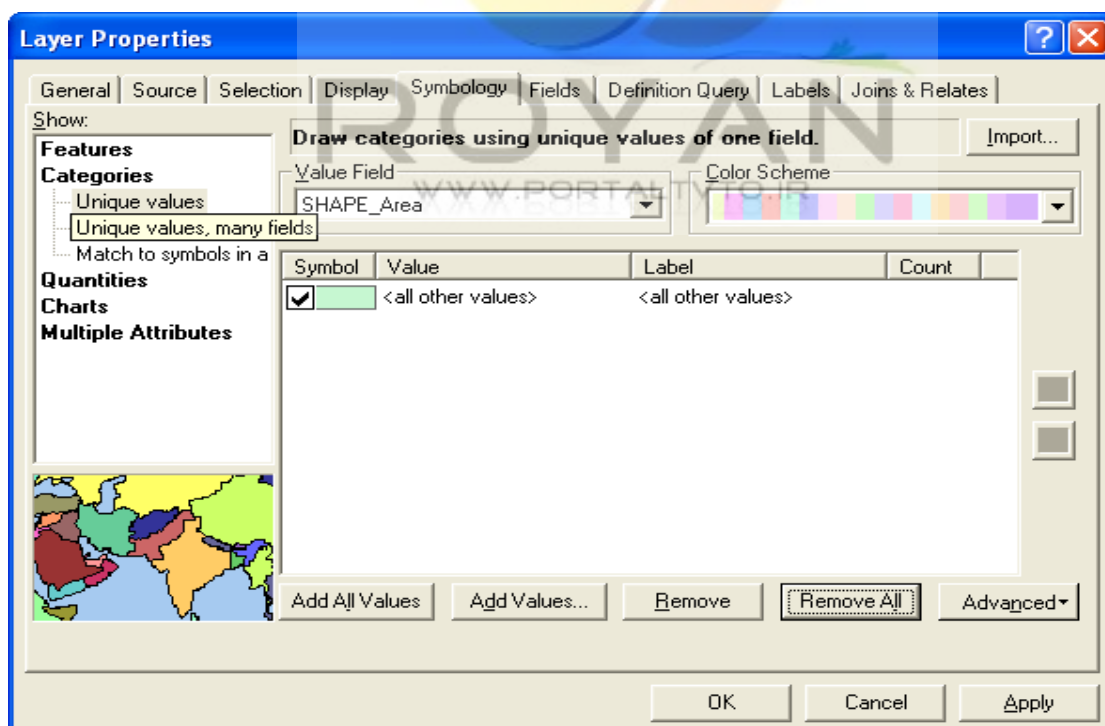 Layer Properties
General Source Selection Display Symbology Fields Definition Query Labels Joins & Relates
Show:
Features
Categories
Unique values
Unique values, many fields
Match to symbols in a
Quantities
Charts
Multiple Attributes
Draw categories using unique values of one field.
Import...
Value Field
SHAPE_Area
Color Scheme
Symbol Value Label Count
<all other values> <all other values>
Add All Values Add Values... Remove Remove All Advanced
OK Cancel Apply
ROYAN
WWW.PORTALTVTO.IR